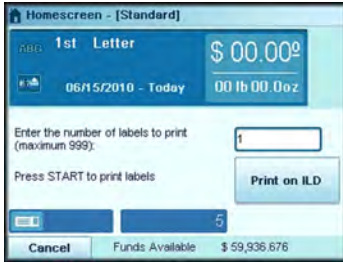 Homescreen - [Standard]
ABG 1st Letter
$ 00.00º
06/15/2010 - Today
00 lb 00.0oz
Enter the number of labels to print
(maximum 999):
1
Press START to print labels
Print on ILD
5
Cancel Funds Available $ 59,936.676